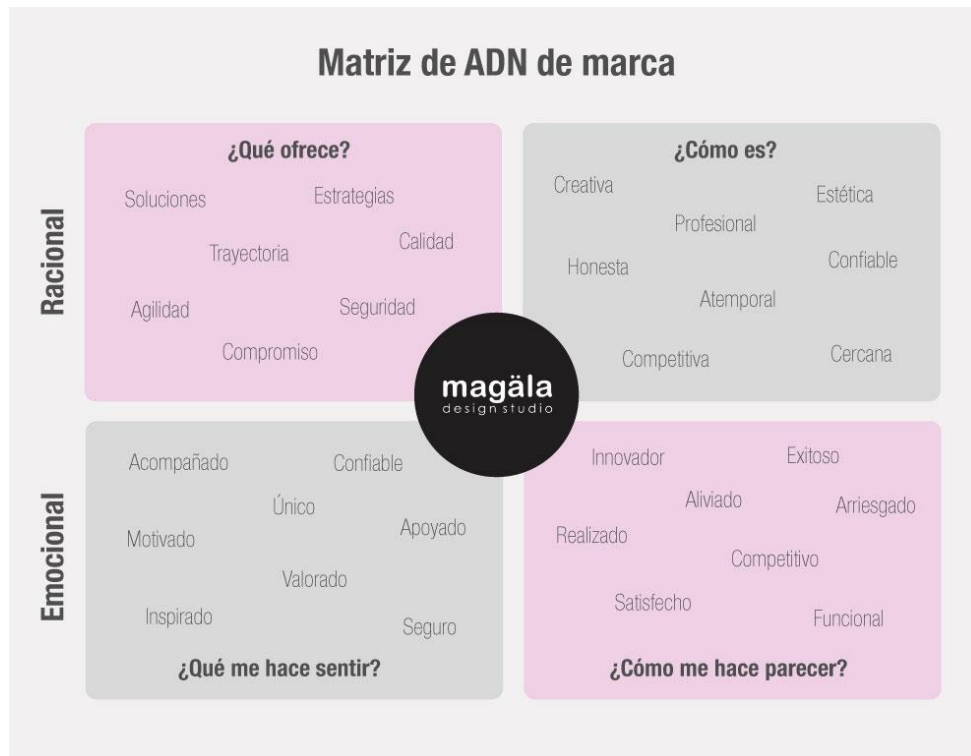 Matriz de ADN de marca
Racional
¿Qué ofrece?
Soluciones
Estrategias
Trayectoria
Calidad
Agilidad
Seguridad
Compromiso
¿Cómo es?
Creativa
Estética
Profesional
Honesta
Confiable
Atemporal
Competitiva
Cercana
magäla
design studio
Emocional
Acompañado
Confiable
Único
Motivado
Apoyado
Valorado
Inspirado
Seguro
¿Qué me hace sentir?
Innovador
Exitoso
Aliviado
Arriesgado
Realizado
Competitivo
Satisfecho
Funcional
¿Cómo me hace parecer?